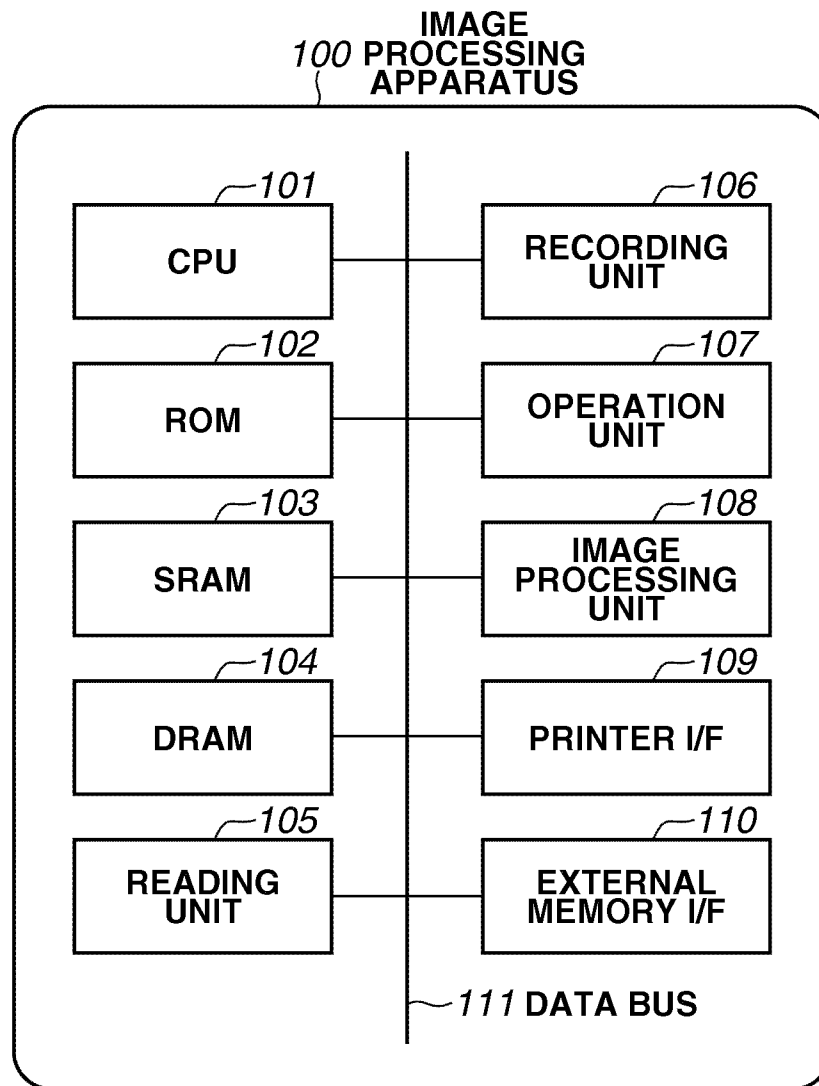 IMAGE
100 PROCESSING
APPARATUS
101
CPU
106
RECORDING
UNIT
102
ROM
107
OPERATION
UNIT
103
SRAM
108
IMAGE
PROCESSING
UNIT
104
DRAM
109
PRINTER I/F
105
READING
UNIT
110
EXTERNAL
MEMORY I/F
111 DATA BUS